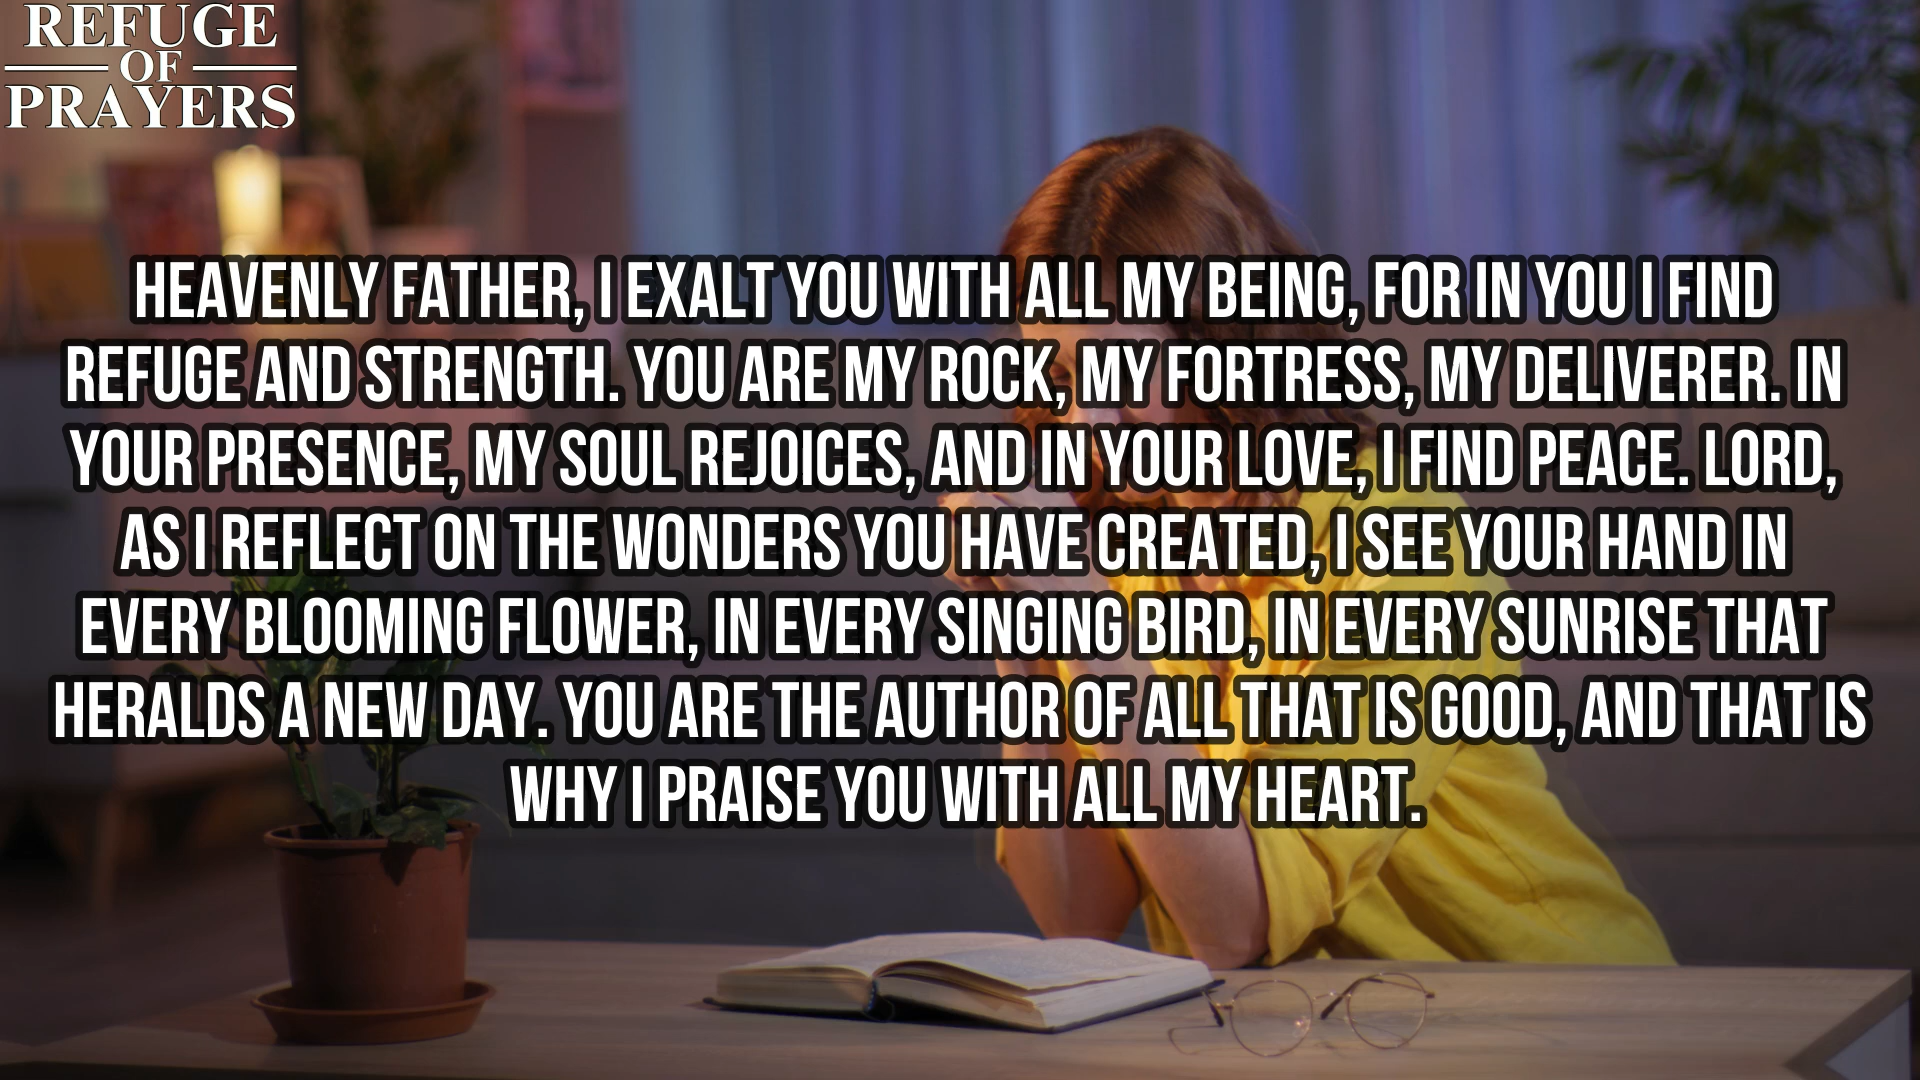 REFUGE
OF
PRAYERS
HEAVENLY FATHER, I EXALT YOU WITH ALL MY BEING, FOR IN YOU I FIND
REFUGE AND STRENGTH. YOU ARE MY ROCK, MY FORTRESS, MY DELIVERER. IN
YOUR PRESENCE, MY SOUL REJOICES, AND IN YOUR LOVE, I FIND PEACE. LORD,
AS I REFLECT ON THE WONDERS YOU HAVE CREATED, I SEE YOUR HAND IN
EVERY BLOOMING FLOWER, IN EVERY SINGING BIRD, IN EVERY SUNRISE THAT
HERALDS A NEW DAY. YOU ARE THE AUTHOR OF ALL THAT IS GOOD, AND THAT IS
WHY I PRAISE YOU WITH ALL MY HEART.